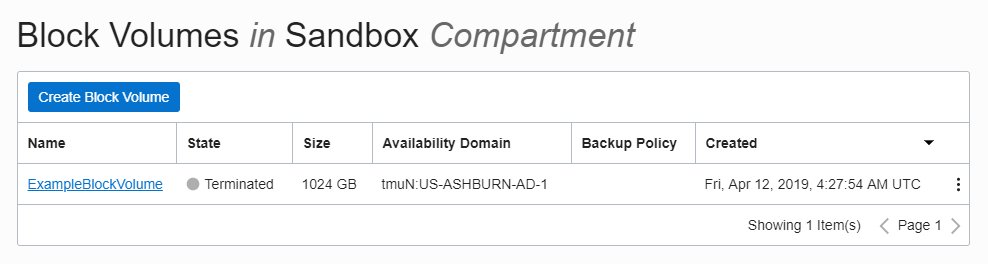 Block Volumes in Sandbox Compartment
Create Block Volume
Name State Size Availability Domain Backup Policy Created
ExampleBlockVolume Terminated 1024 GB tmuN:US-ASHBURN-AD-1 Fri, Apr 12, 2019, 4:27:54 AM UTC
Showing 1 Item(s) Page 1